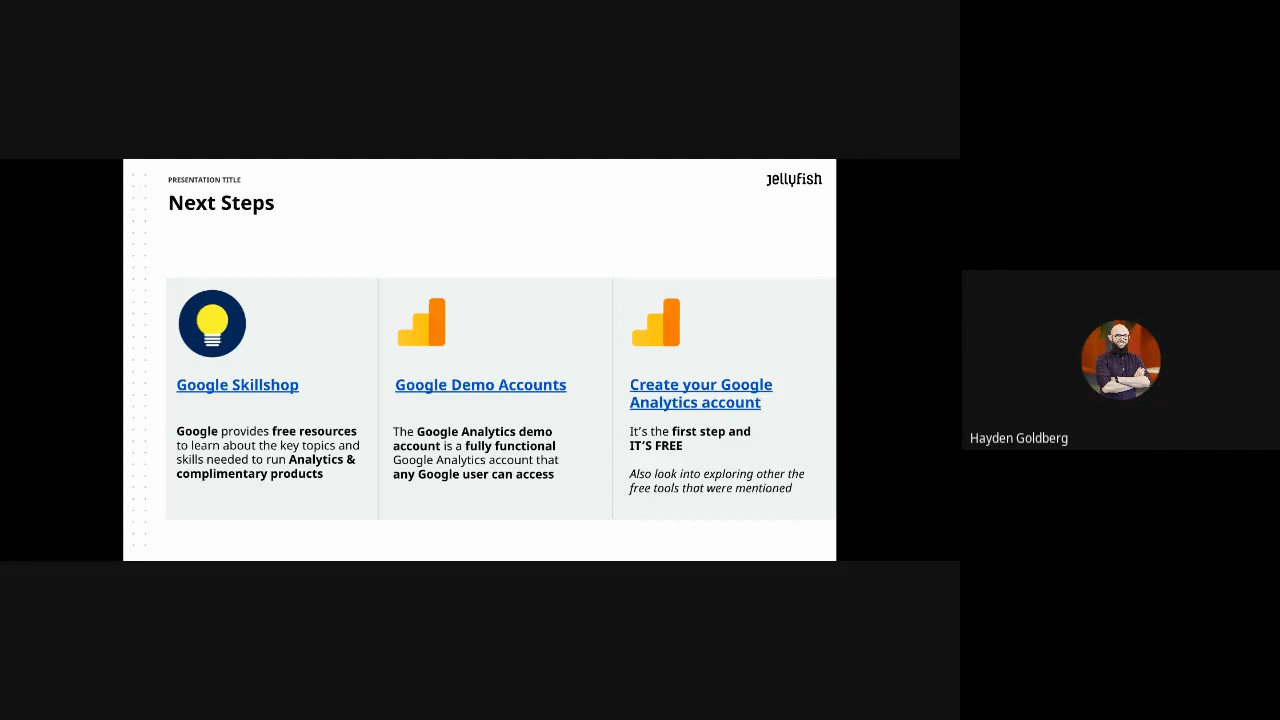 PRESENTATION TITLE
jellyfish
Next Steps
Google Skillshop
Google provides free resources
to learn about the key topics and
skills needed to run Analytics &
complimentary products
Google Demo Accounts
The Google Analytics demo
account is a fully functional
Google Analytics account that
any Google user can access
Create your Google
Analytics account
It's the first step and
IT'S FREE
Also look into exploring other the
free tools that were mentioned
Hayden Goldberg